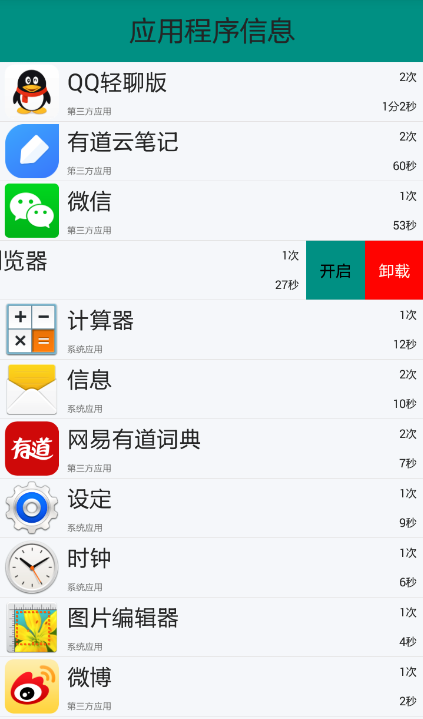 应用程序信息
QQ轻聊版
2次
第三方应用
1分2秒
有道云笔记
2次
第三方应用
60秒
微信
1次
第三方应用
53秒
览器
1次
27秒
开启
卸载
计算器
1次
系统应用
12秒
信息
2次
系统应用
10秒
有道
网易有道词典
2次
第三方应用
7秒
设定
1次
系统应用
9秒
时钟
1次
系统应用
6秒
图片编辑器
1次
系统应用
4秒
微博
1次
第三方应用
2秒